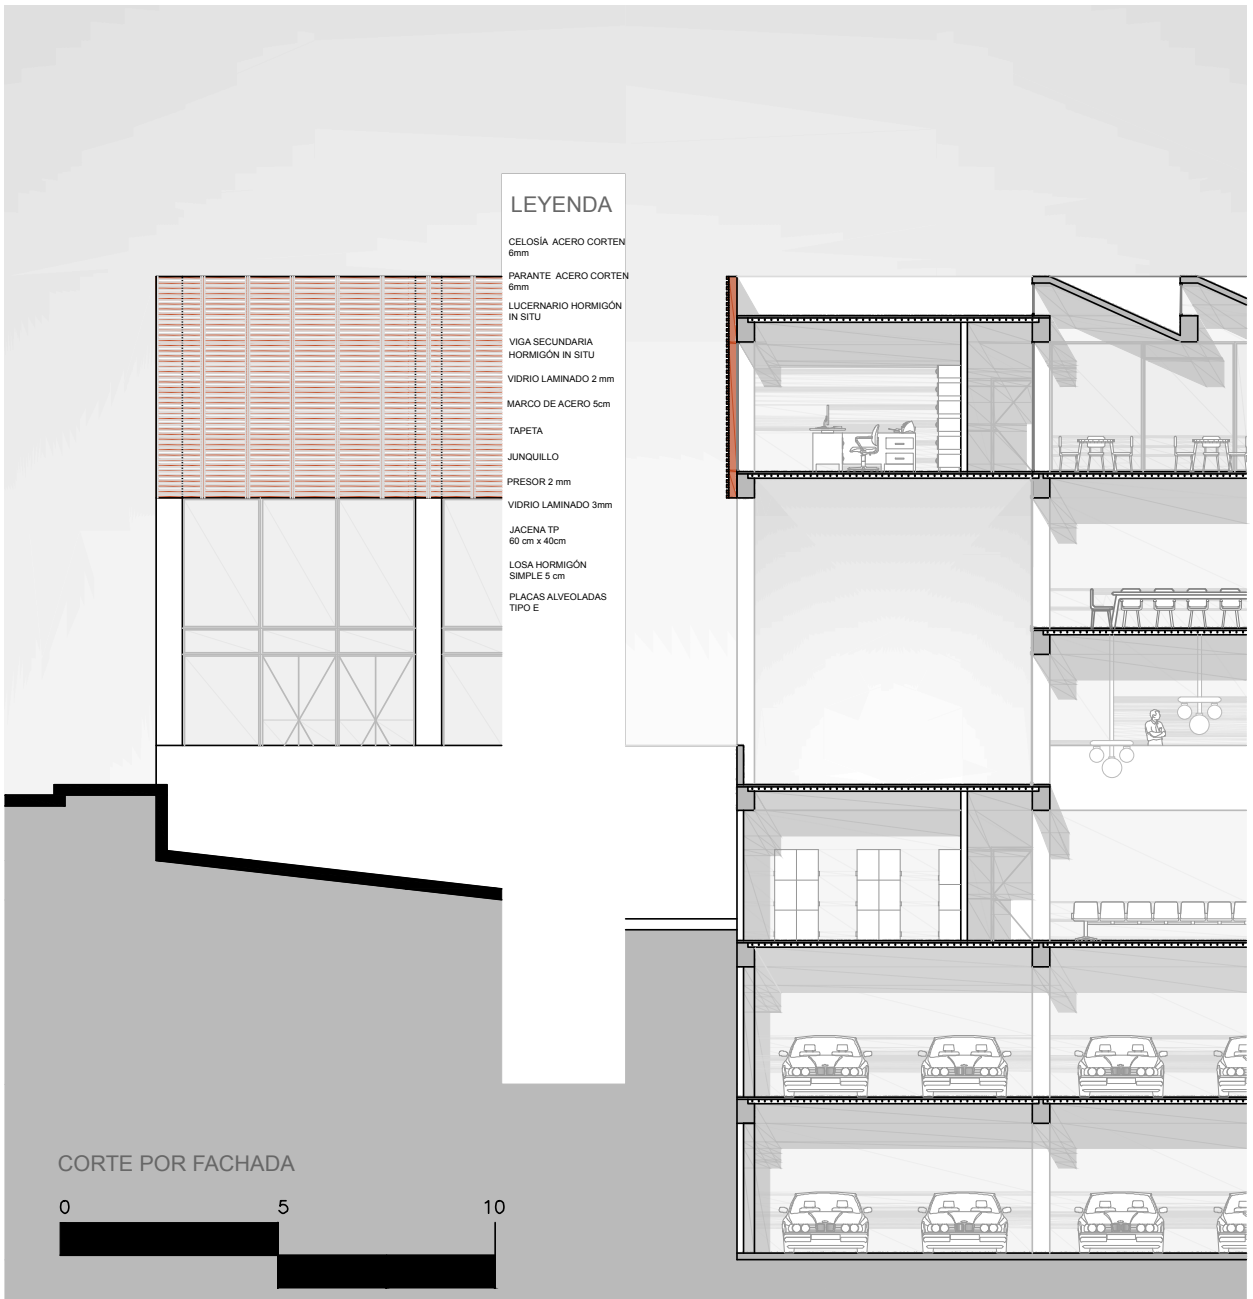 LEYENDA
CELOSÍA ACERO CORTEN
6mm
PARANTE ACERO CORTEN
6mm
LUCERNARIO HORMIGÓN
IN SITU
VIGA SECUNDARIA
HORMIGÓN IN SITU
VIDRIO LAMINADO 2 mm
MARCO DE ACERO 5cm
TAPETA
JUNQUILLO
PRESOR 2 mm
VIDRIO LAMINADO 3mm
JACENA TP
60 cm x 40cm
LOSA HORMIGÓN
SIMPLE 5 cm
PLACAS ALVEOLADAS
TIPO E
CORTE POR FACHADA
0 5 10